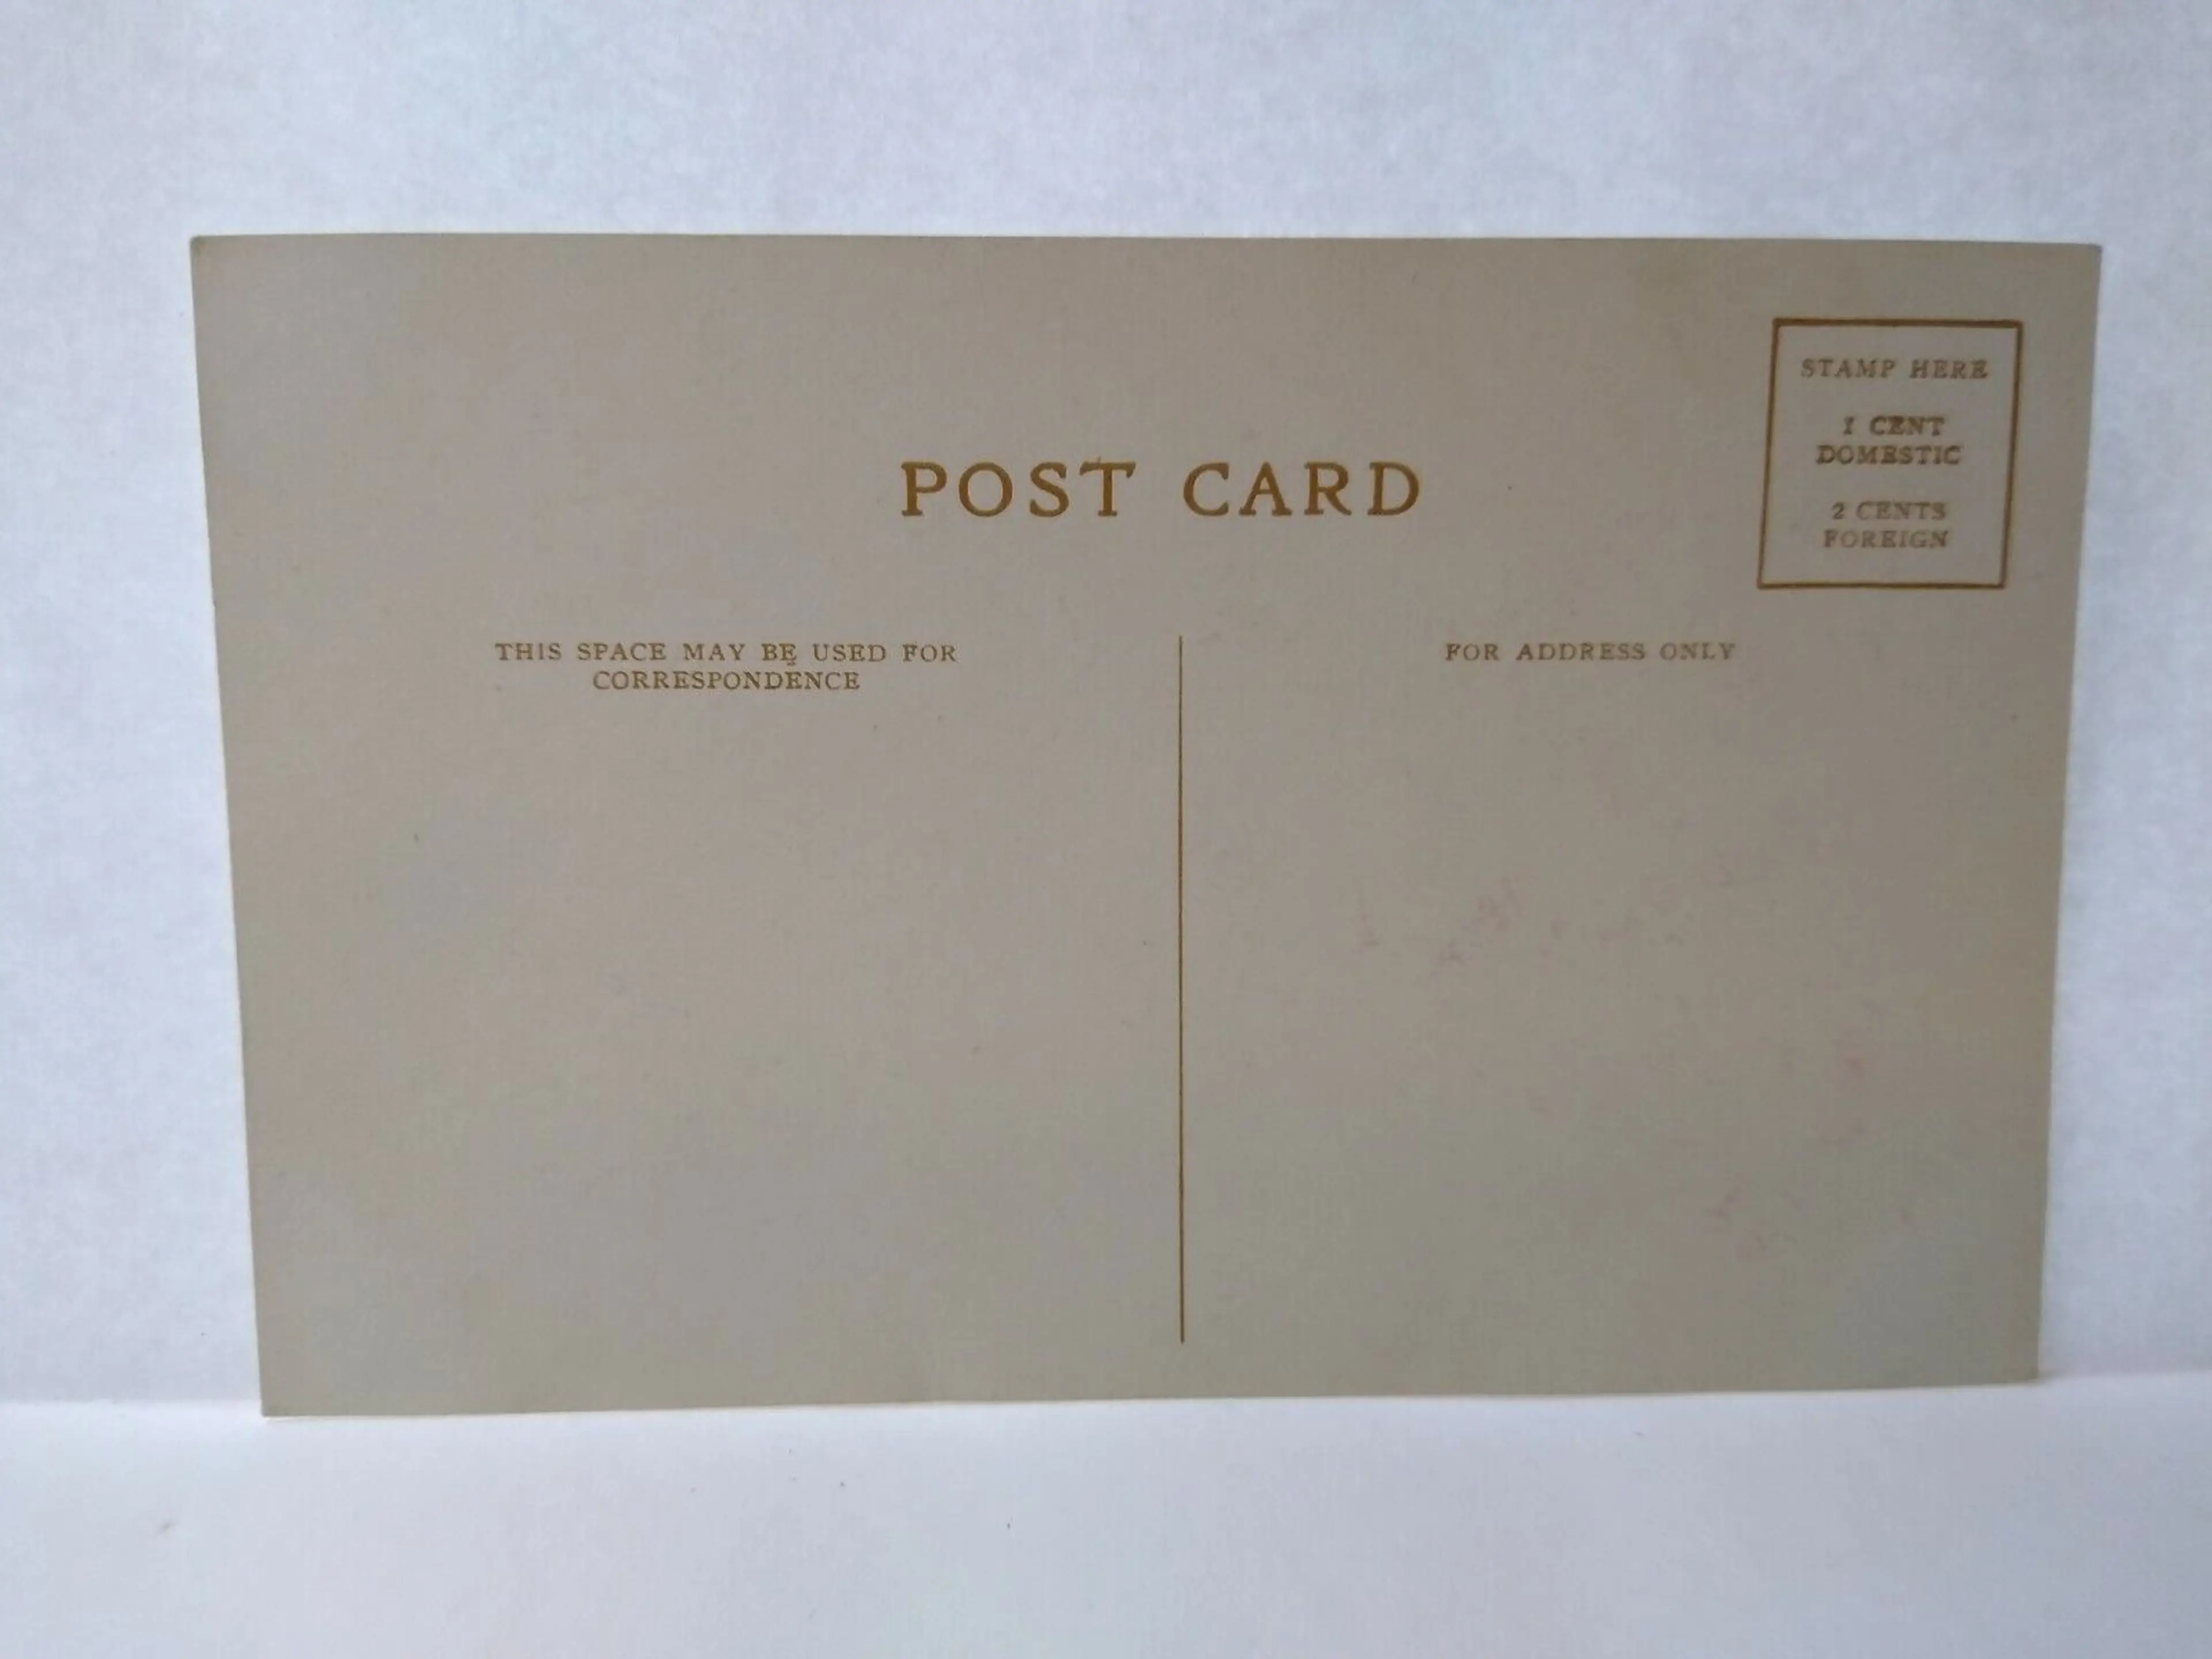 POST CARD
STAMP HERE
1 CENT
DOMESTIC
2 CENTS
FOREIGN
THIS SPACE MAY BE USED FOR
CORRESPONDENCE
FOR ADDRESS ONLY